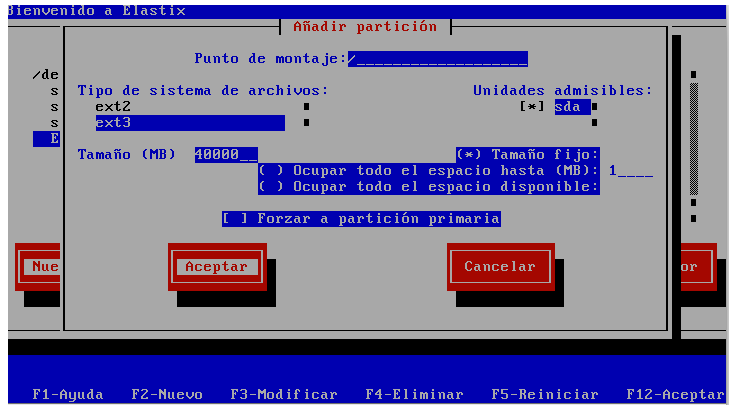 Bienvenido a Elastix
Añadir partición
Punto de montaje:/___________________
/de
Tipo de sistema de archivos: Unidades admisibles:
s ext2 [*] sda
s ext3
E
Tamaño (MB) 40000__ (*) Tamaño fijo:
( ) Ocupar todo el espacio hasta (MB): 1____
( ) Ocupar todo el espacio disponible:
[ ] Forzar a partición primaria
Nue Aceptar Cancelar or
F1-Ayuda F2-Nuevo F3-Modificar F4-Eliminar F5-Reiniciar F12-Aceptar